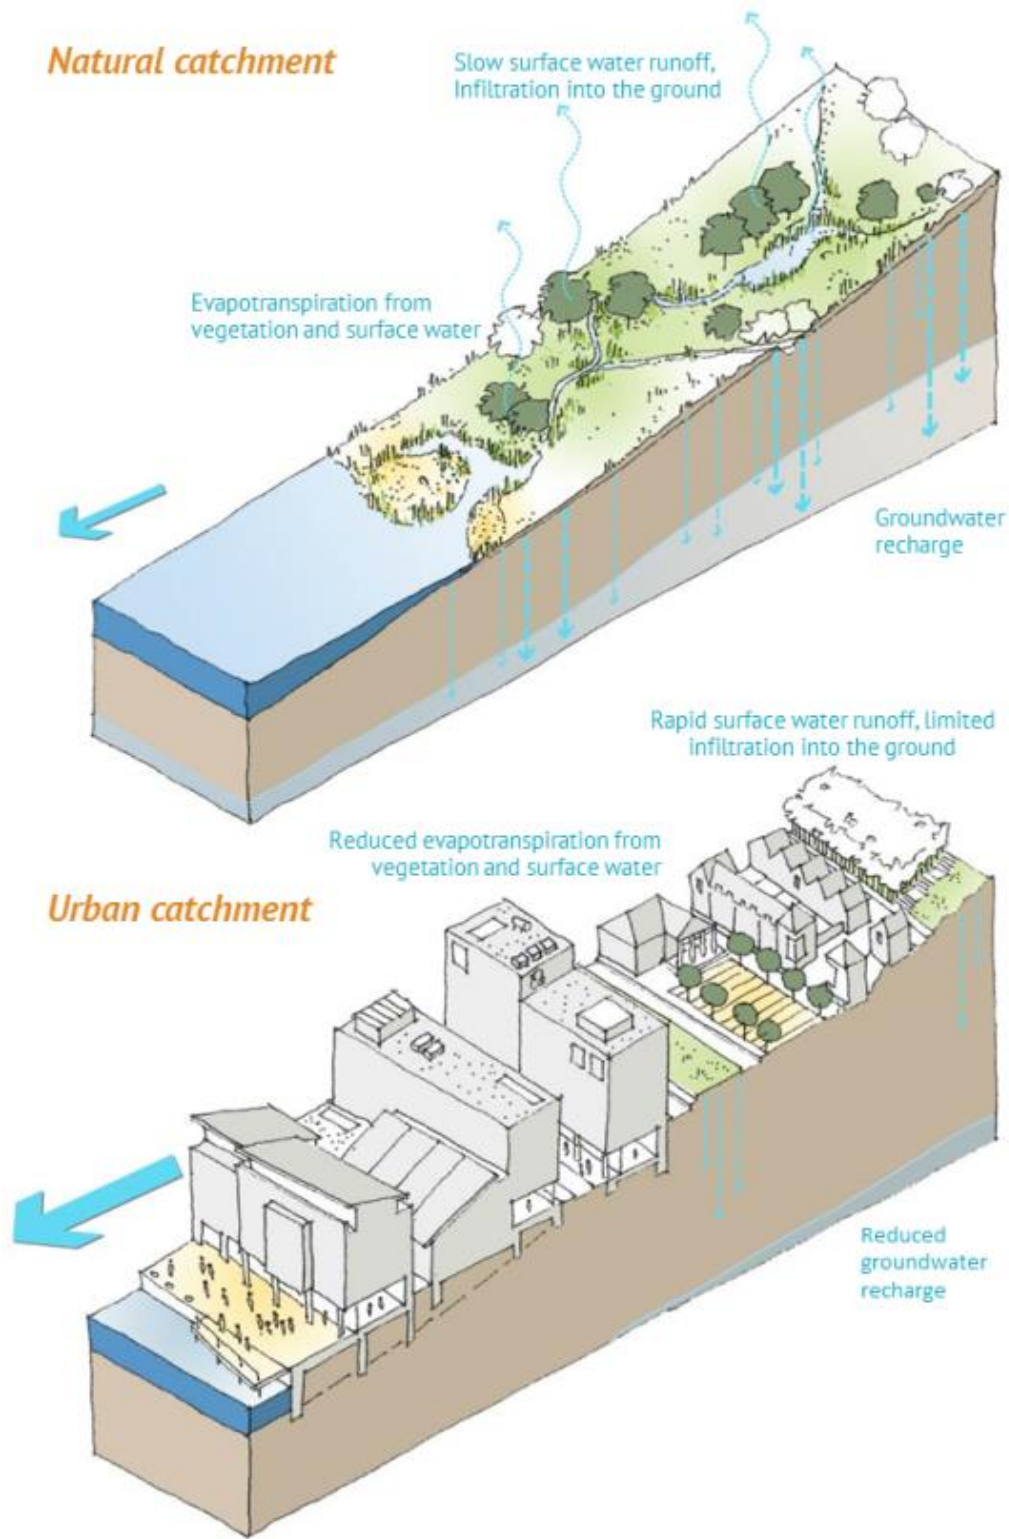 Natural catchment
Slow surface water runoff,
Infiltration into the ground
Evapotranspiration from
vegetation and surface water
Groundwater
recharge
Rapid surface water runoff, limited
infiltration into the ground
Reduced evapotranspiration from
vegetation and surface water
Urban catchment
Reduced
groundwater
recharge